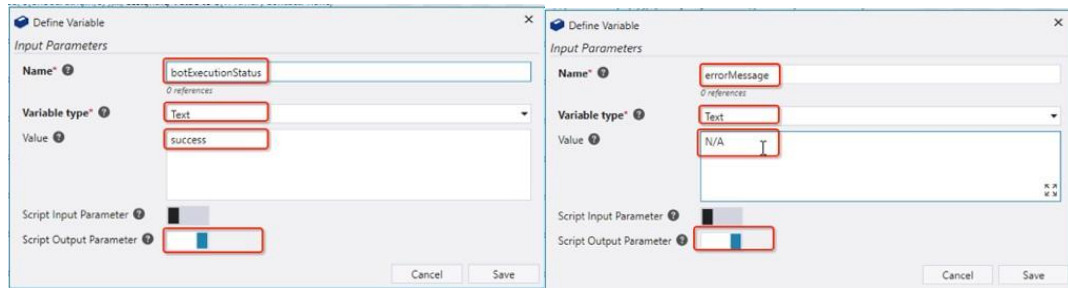 Define Variable
Input Parameters
Name*
botExecutionStatus
0 references
Variable type*
Text
Value
success
Script Input Parameter
Script Output Parameter
Cancel Save
Define Variable
Input Parameters
Name*
errorMessage
0 references
Variable type*
Text
Value
N/A
Script Input Parameter
Script Output Parameter
Cancel Save